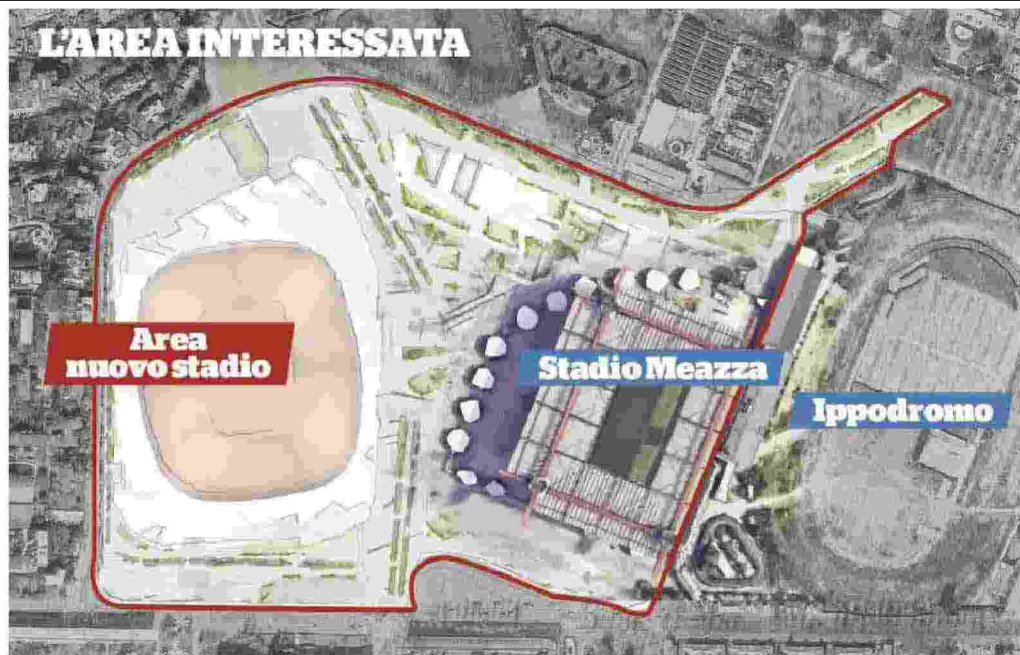 L'AREA INTERESSATA
Area
nuovo stadio
Stadio Meazza
Ippodromo